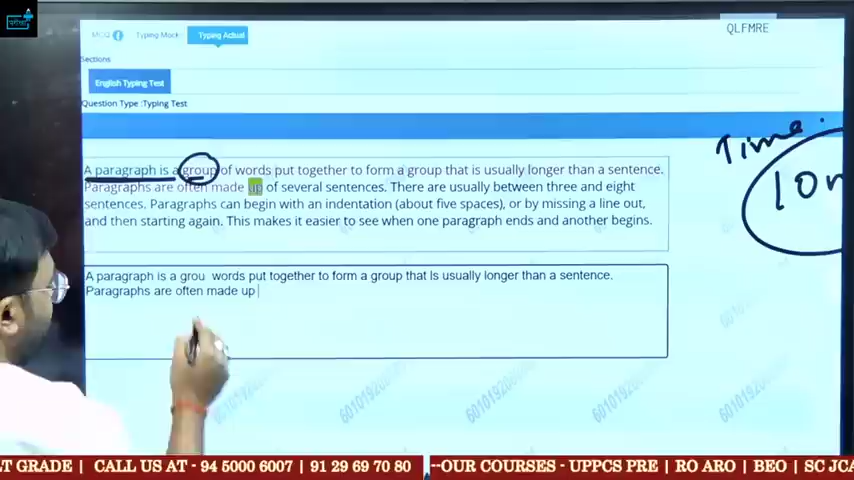 QLFMRE
MCQ i Typing Mock Typing Actual
Sections
English Typing Test
Question Type :Typing Test
Time.
A paragraph is a group of words put together to form a group that is usually longer than a sentence.
Paragraphs are often made up of several sentences. There are usually between three and eight
sentences. Paragraphs can begin with an indentation (about five spaces), or by missing a line out,
and then starting again. This makes it easier to see when one paragraph ends and another begins.
A paragraph is a grou  words put together to form a group that is usually longer than a sentence.
Paragraphs are often made up
LT GRADE | CALL US AT - 94 5000 6007 | 91 29 69 70 80 --OUR COURSES - UPPCS PRE | RO ARO | BEO | SC JCA